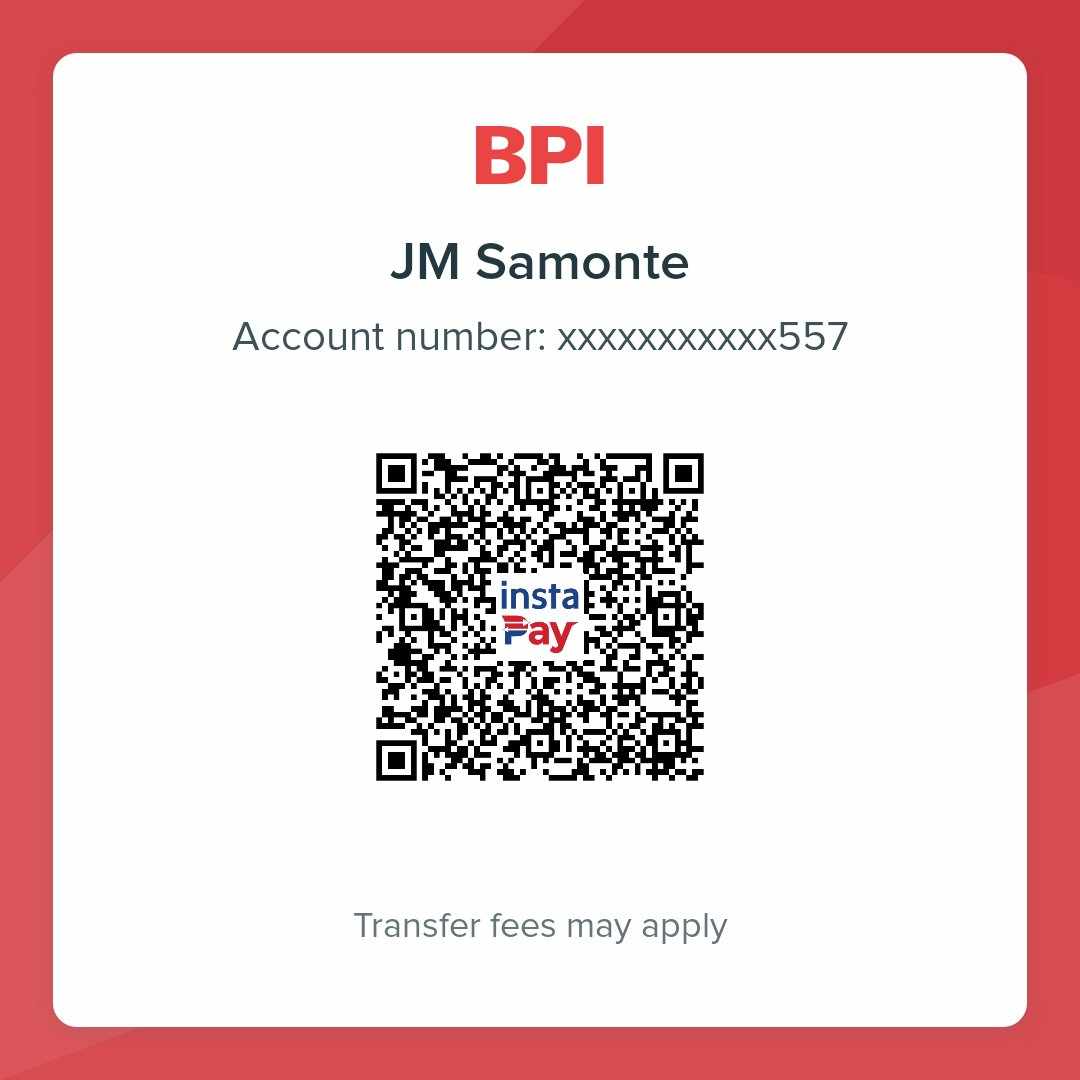 BPI
JM Samonte
Account number: xxxxxxxxxxx557
insta
Pay
Transfer fees may apply